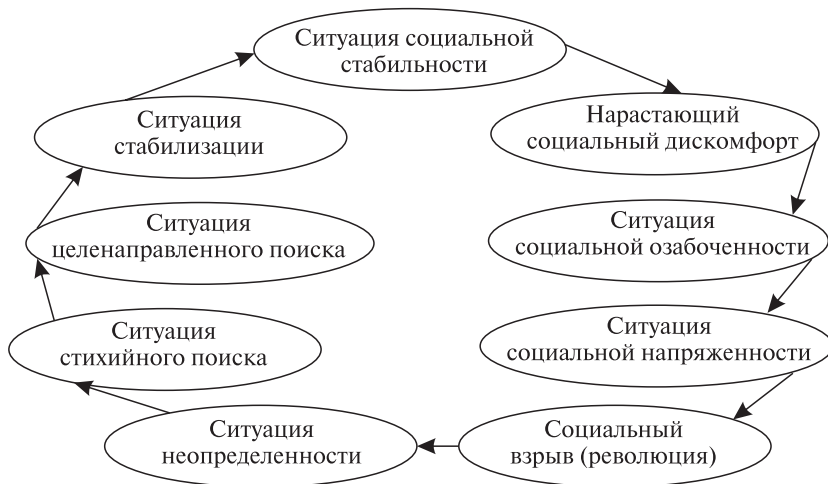 Ситуация социальной
стабильности
Нарастающий
социальный дискомфорт
Ситуация
социальной озабоченности
Ситуация
социальной напряженности
Социальный
взрыв (революция)
Ситуация
неопределенности
Ситуация
стихийного поиска
Ситуация
целенаправленного поиска
Ситуация
стабилизации